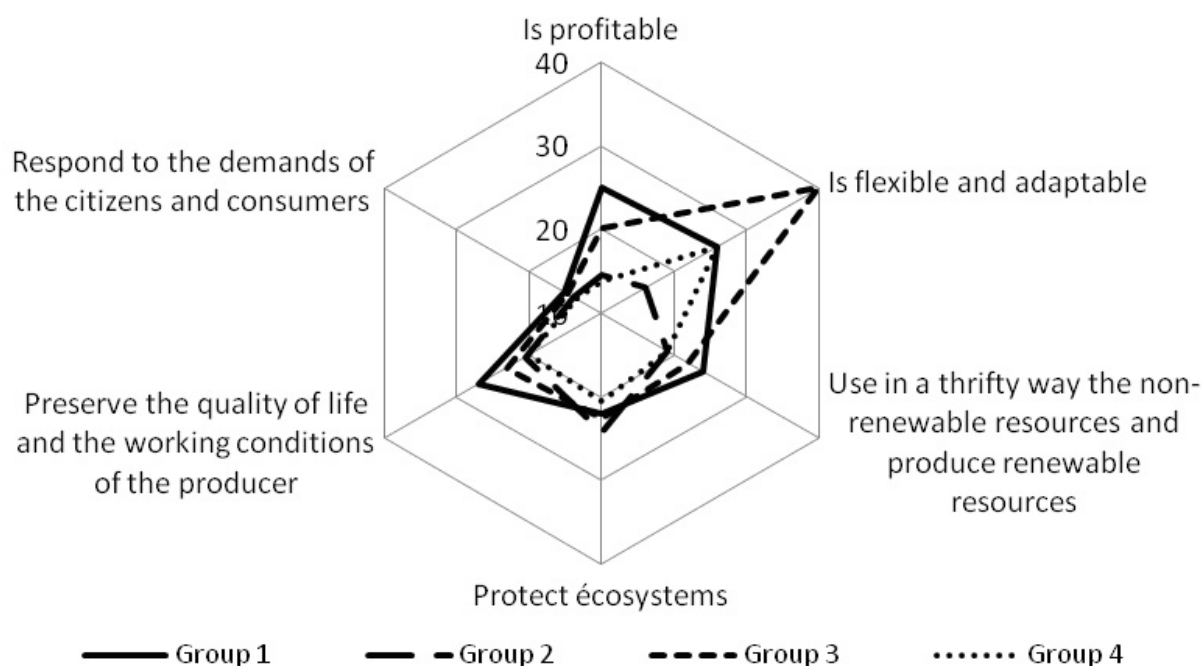 Is profitable
40
30
20
10
Respond to the demands of
the citizens and consumers
Is flexible and adaptable
Preserve the quality of life
and the working conditions
of the producer
Use in a thrifty way the non-
renewable resources and
produce renewable
resources
Protect écosystems
Group 1
Group 2
Group 3
Group 4